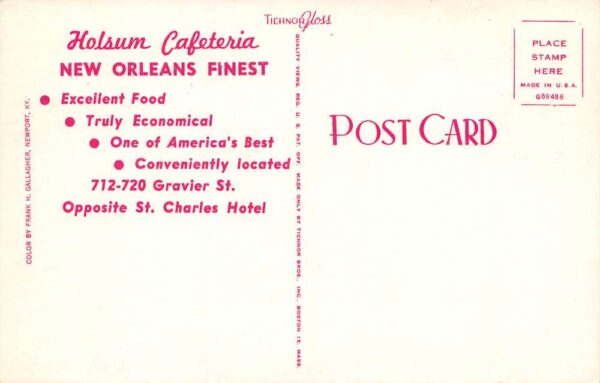 TICHNOR Gloss
Holsum Cafeteria
NEW ORLEANS FINEST
● Excellent Food
● Truly Economical
● One of America's Best
● Conveniently located
712-720 Gravier St.
Opposite St. Charles Hotel
COLOR BY FRANK H. GALLAGHER, NEWPORT, KY.
QUALITY VIEWS, REG. U. S. PAT. OFF. MADE ONLY BY TICHNOR BROS., INC., BOSTON 15, MASS.
POST CARD
PLACE
STAMP
HERE
MADE IN U.S.A.
G86486